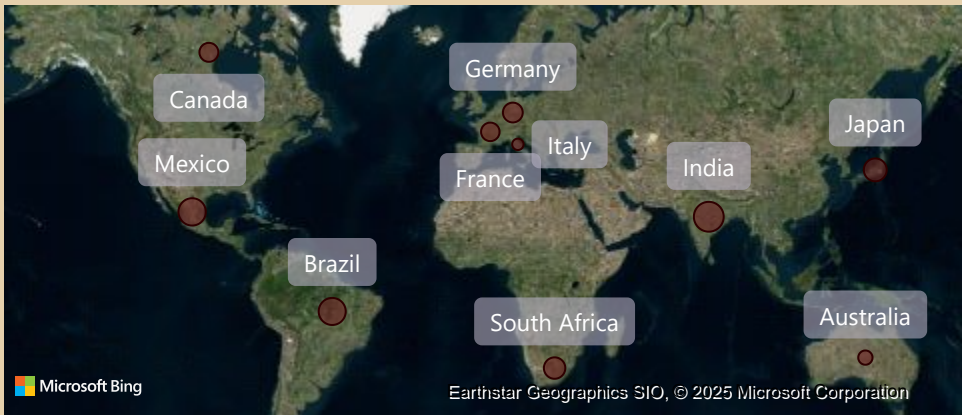 Germany
Canada
Japan
Italy
Mexico
India
France
Brazil
South Africa
Australia
Microsoft Bing
Earthstar Geographics SIO, © 2025 Microsoft Corporation